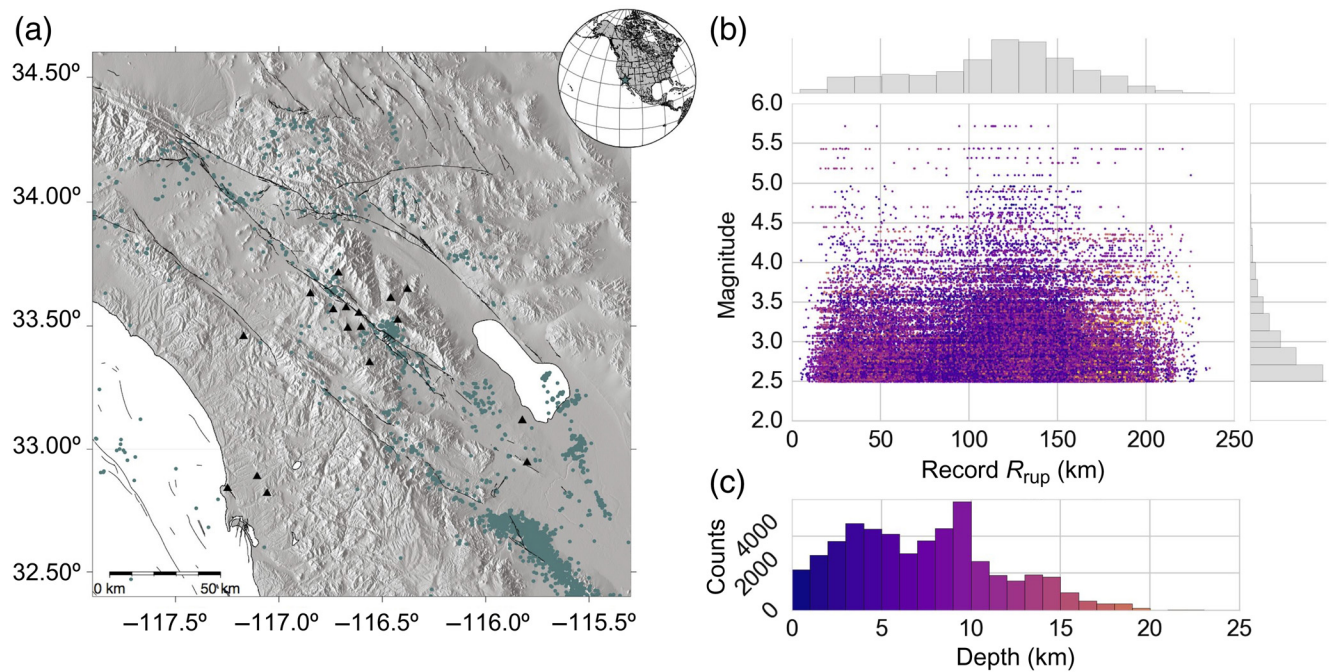 (a)
34.50º
34.00º
33.50º
33.00º
32.50º
0 km 50 km
−117.5º −117.0º −116.5º −116.0º −115.5º
(b)
6.0
5.5
5.0
4.5
4.0
3.5
3.0
2.5
2.0
Magnitude
0 50 100 150 200 250
Record Rrup (km)
(c)
4000
2000
0
Counts
0 5 10 15 20 25
Depth (km)